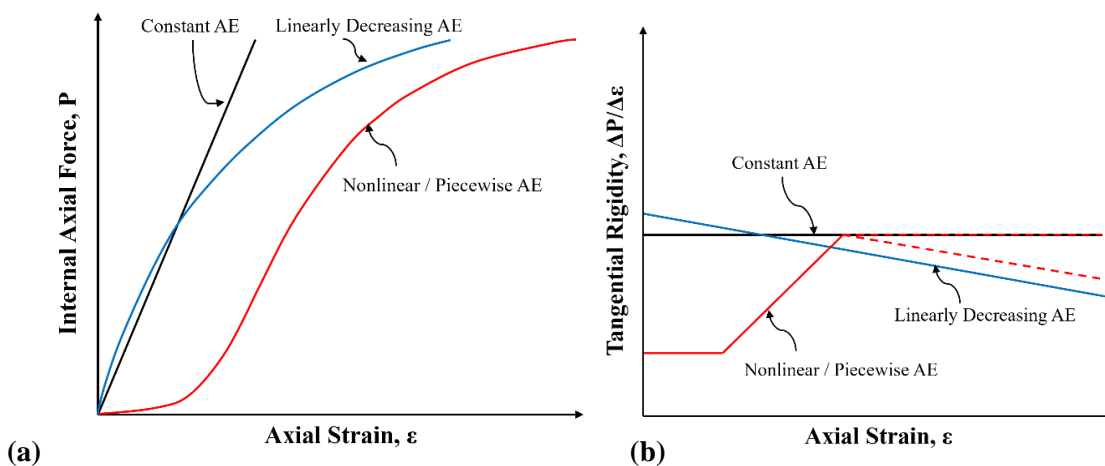 Constant AE
Linearly Decreasing AE
Nonlinear / Piecewise AE
Internal Axial Force, P
Axial Strain, ε
(a)
Constant AE
Linearly Decreasing AE
Nonlinear / Piecewise AE
Tangential Rigidity, ΔP/Δε
Axial Strain, ε
(b)